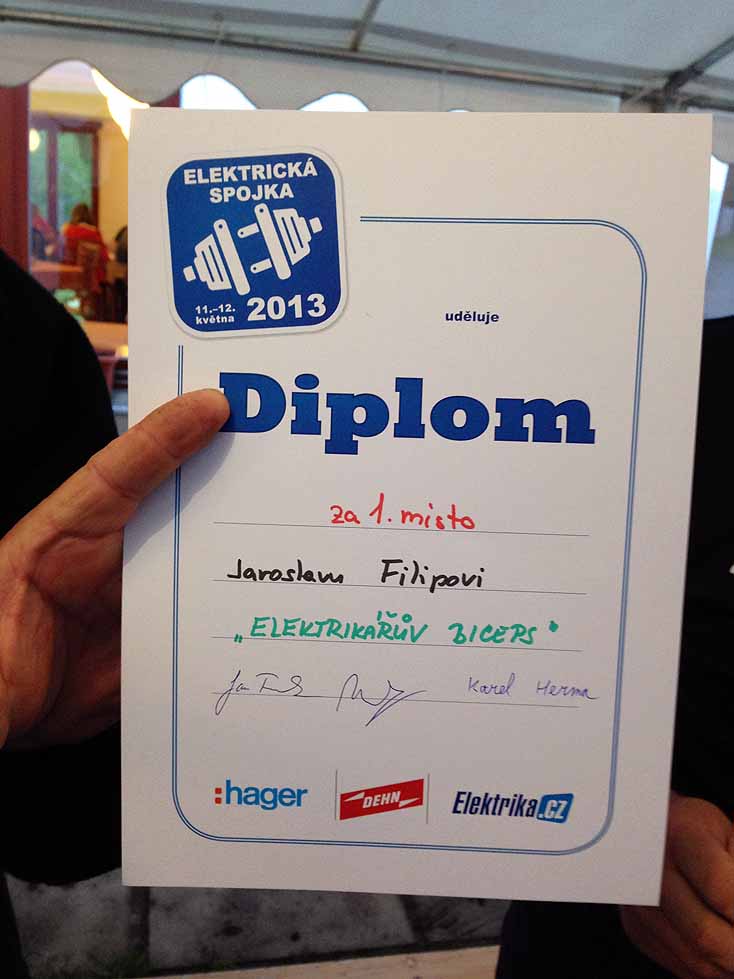 ELEKTRICKÁ
SPOJKA
11.–12.
května 2013
uděluje
Diplom
za 1. místo
Jaroslavu Filipovi
„ELEKTRIKÁŘŮV BICEPS“
Karel Herma
:hager
DEHN
Elektrika.cz